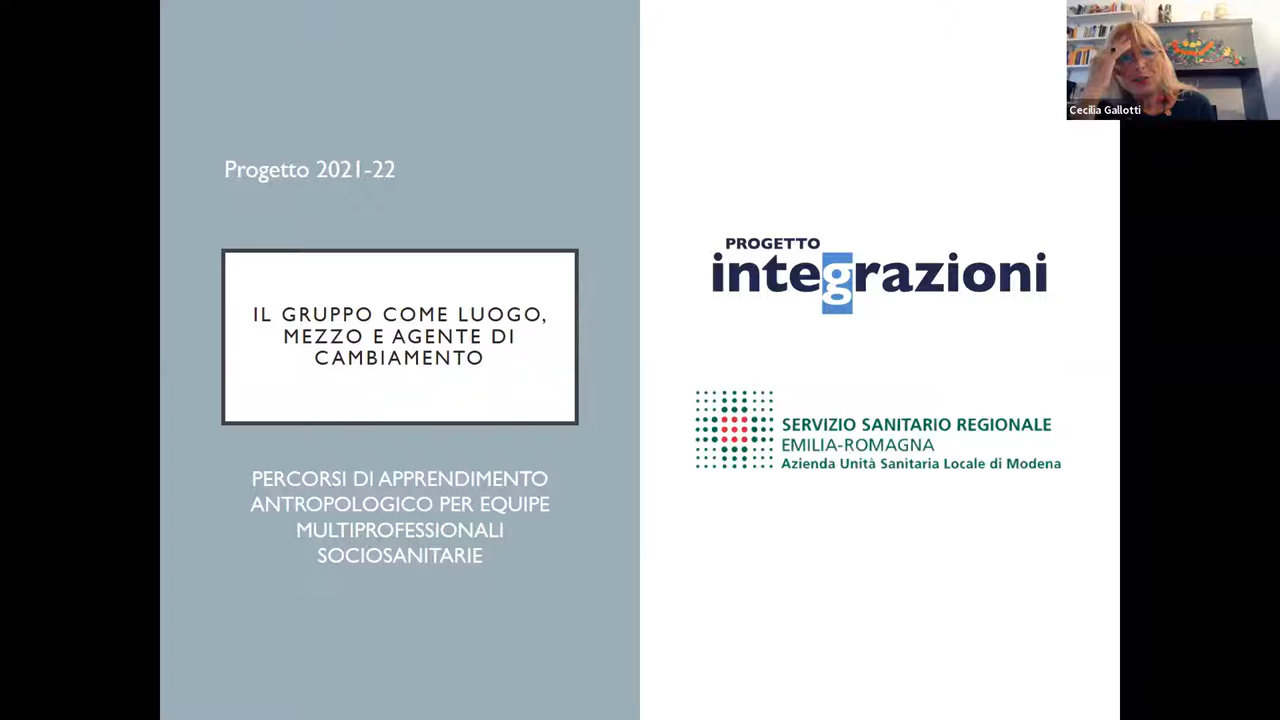 Cecilia Gallotti
Progetto 2021-22
IL GRUPPO COME LUOGO,
MEZZO E AGENTE DI
CAMBIAMENTO
PERCORSI DI APPRENDIMENTO
ANTROPOLOGICO PER EQUIPE
MULTIPROFESSIONALI
SOCIOSANITARIE
PROGETTO
integrazioni
SERVIZIO SANITARIO REGIONALE
EMILIA-ROMAGNA
Azienda Unità Sanitaria Locale di Modena